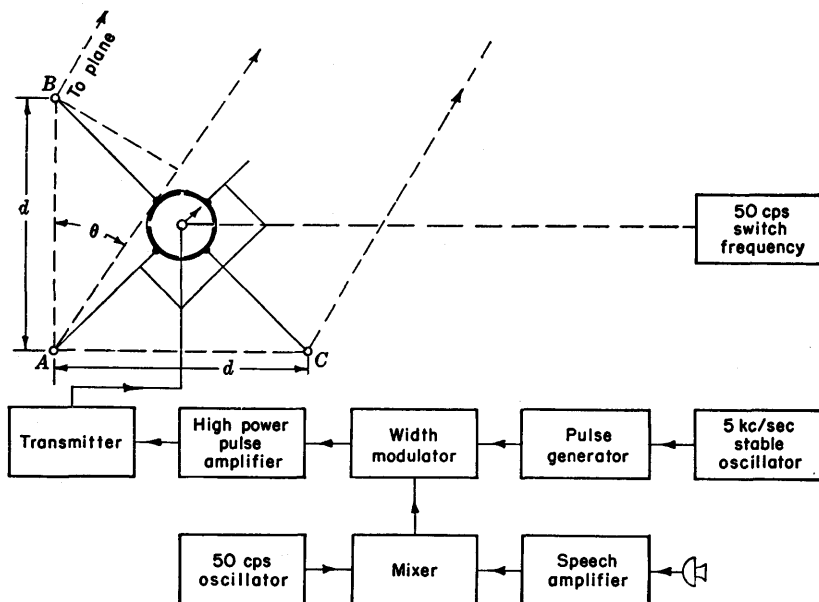 To plane
B
d
θ
A
d
C
50 cps
switch
frequency
Transmitter
High power
pulse
amplifier
Width
modulator
Pulse
generator
5 kc/sec
stable
oscillator
50 cps
oscillator
Mixer
Speech
amplifier